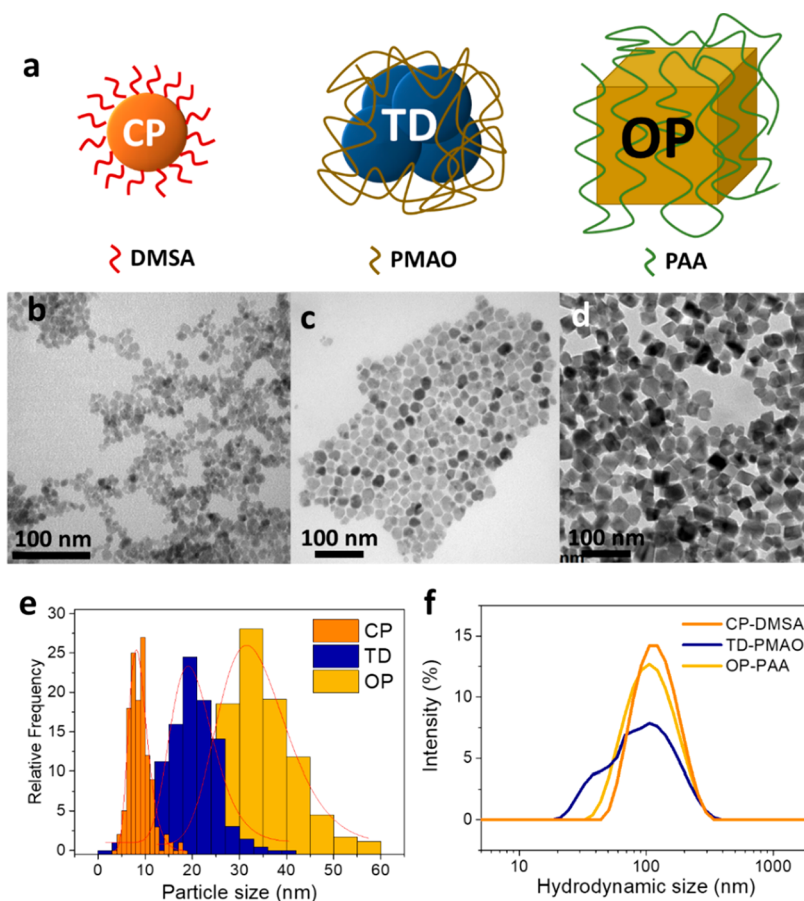 a
CP
TD
OP
DMSA
PMAO
PAA
b
c
d
100 nm
100 nm
100 nm
nm
e
CP
TD
OP
30
25
20
15
10
5
0
Relative Frequency
0 10 20 30 40 50 60
Particle size (nm)
f
CP-DMSA
TD-PMAO
OP-PAA
15
10
5
0
Intensity (%)
10 100 1000
Hydrodynamic size (nm)